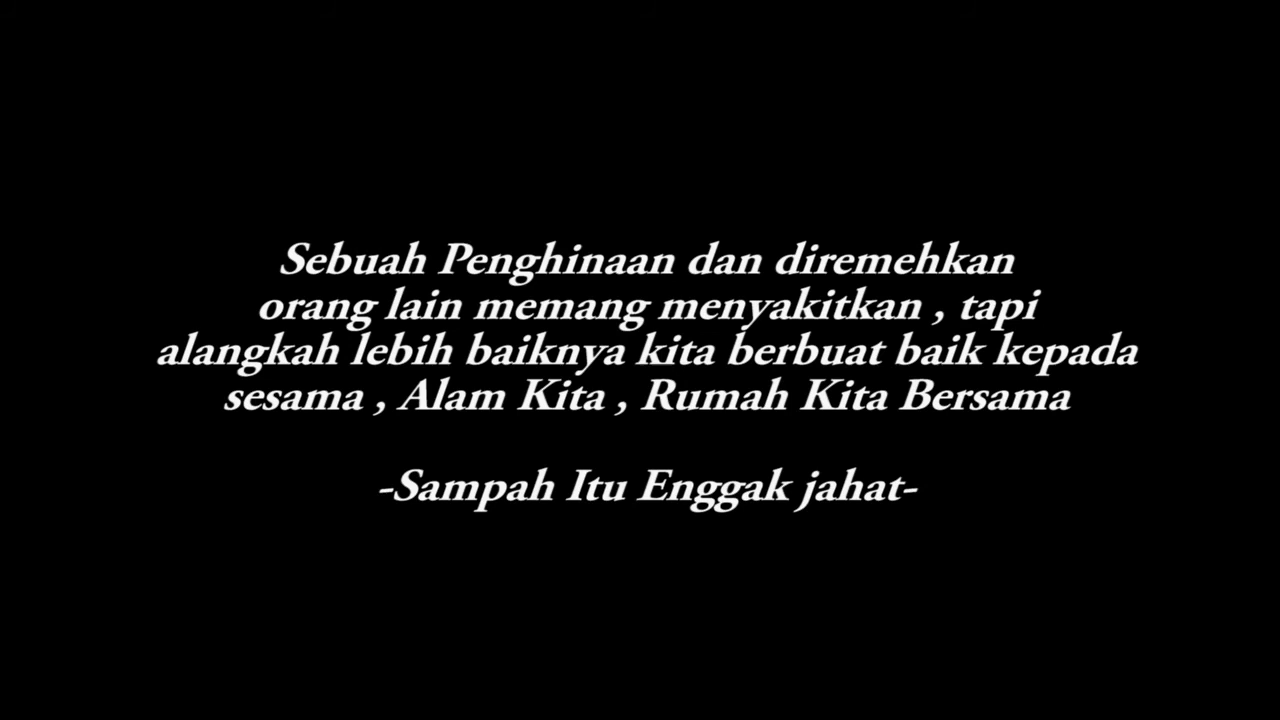 Sebuah Penghinaan dan diremehkan
orang lain memang menyakitkan , tapi
alangkah lebih baiknya kita berbuat baik kepada
sesama , Alam Kita , Rumah Kita Bersama
-Sampah Itu Enggak jahat-